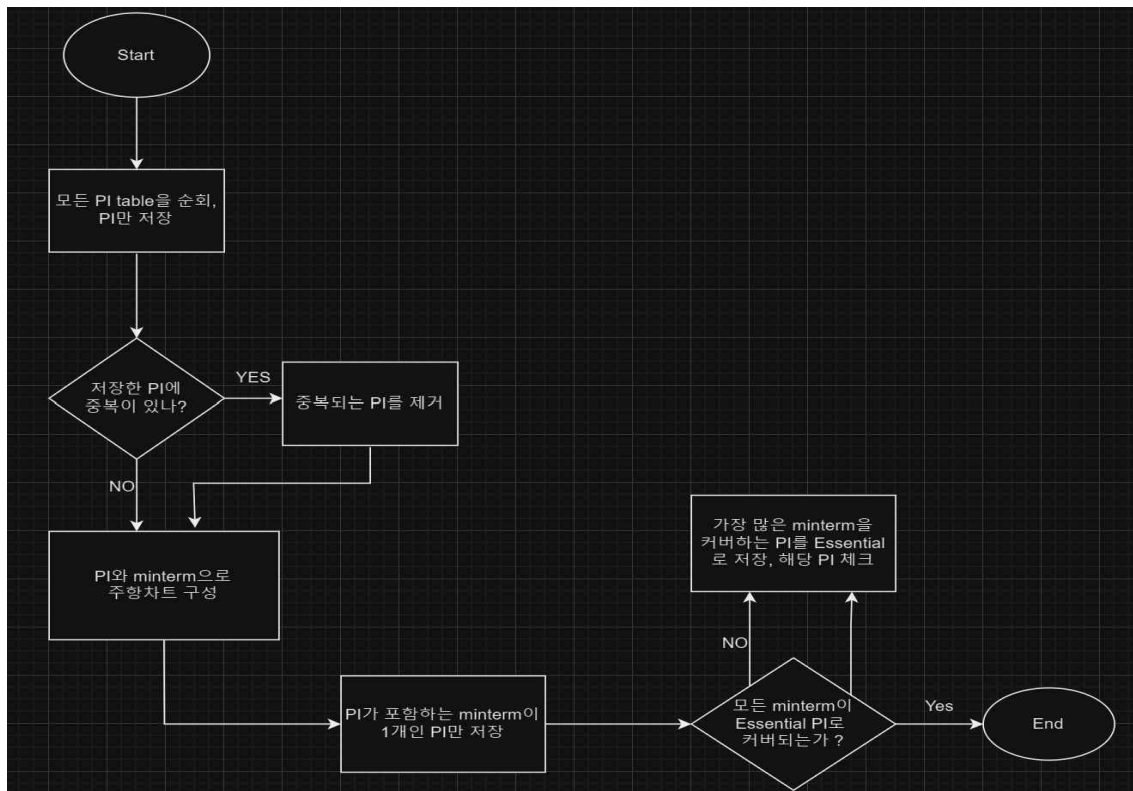 Start
모든 PI table을 순회,
PI만 저장
저장한 PI에
중복이 있나?
YES
중복되는 PI를 제거
NO
PI와 minterm으로
주항차트 구성
PI가 포함하는 minterm이
1개인 PI만 저장
가장 많은 minterm을
커버하는 PI를 Essential
로 저장, 해당 PI 체크
NO
모든 minterm이
Essential PI로
커버되는가 ?
Yes
End